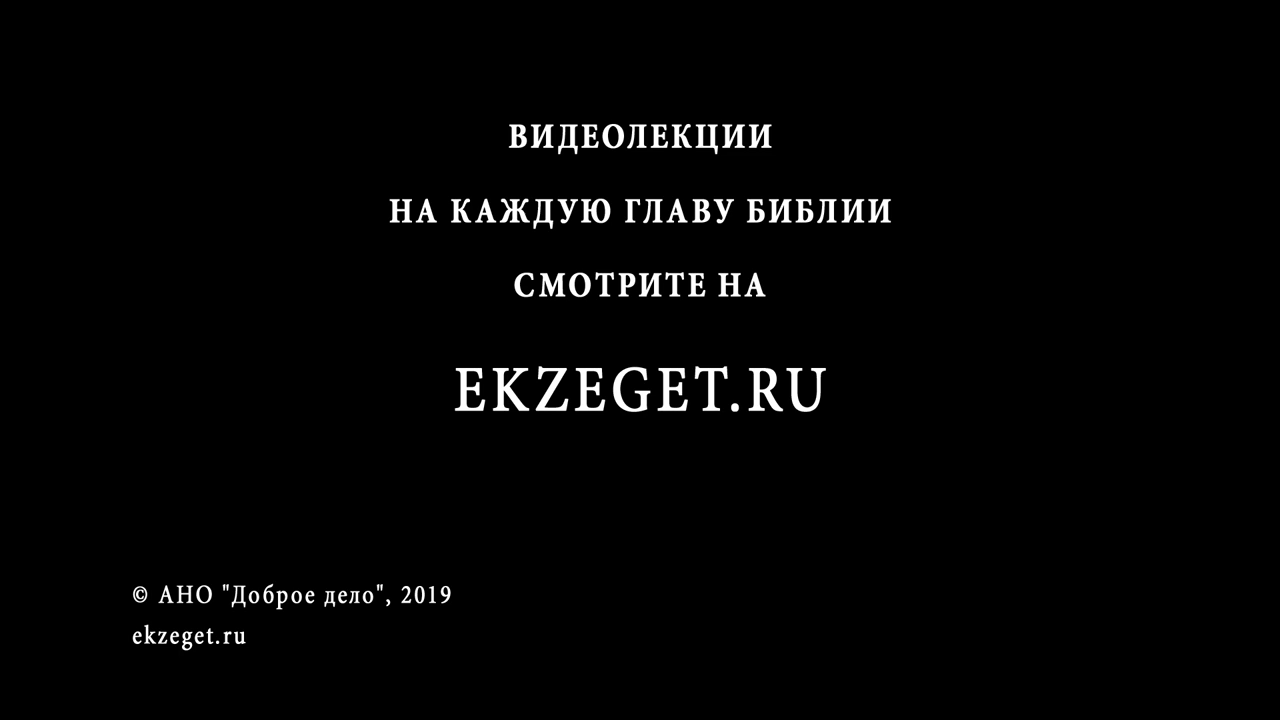 ВИДЕОЛЕКЦИИ
НА КАЖДУЮ ГЛАВУ БИБЛИИ
СМОТРИТЕ НА
EKZEGET.RU
© АНО "Доброе дело", 2019
ekzeget.ru